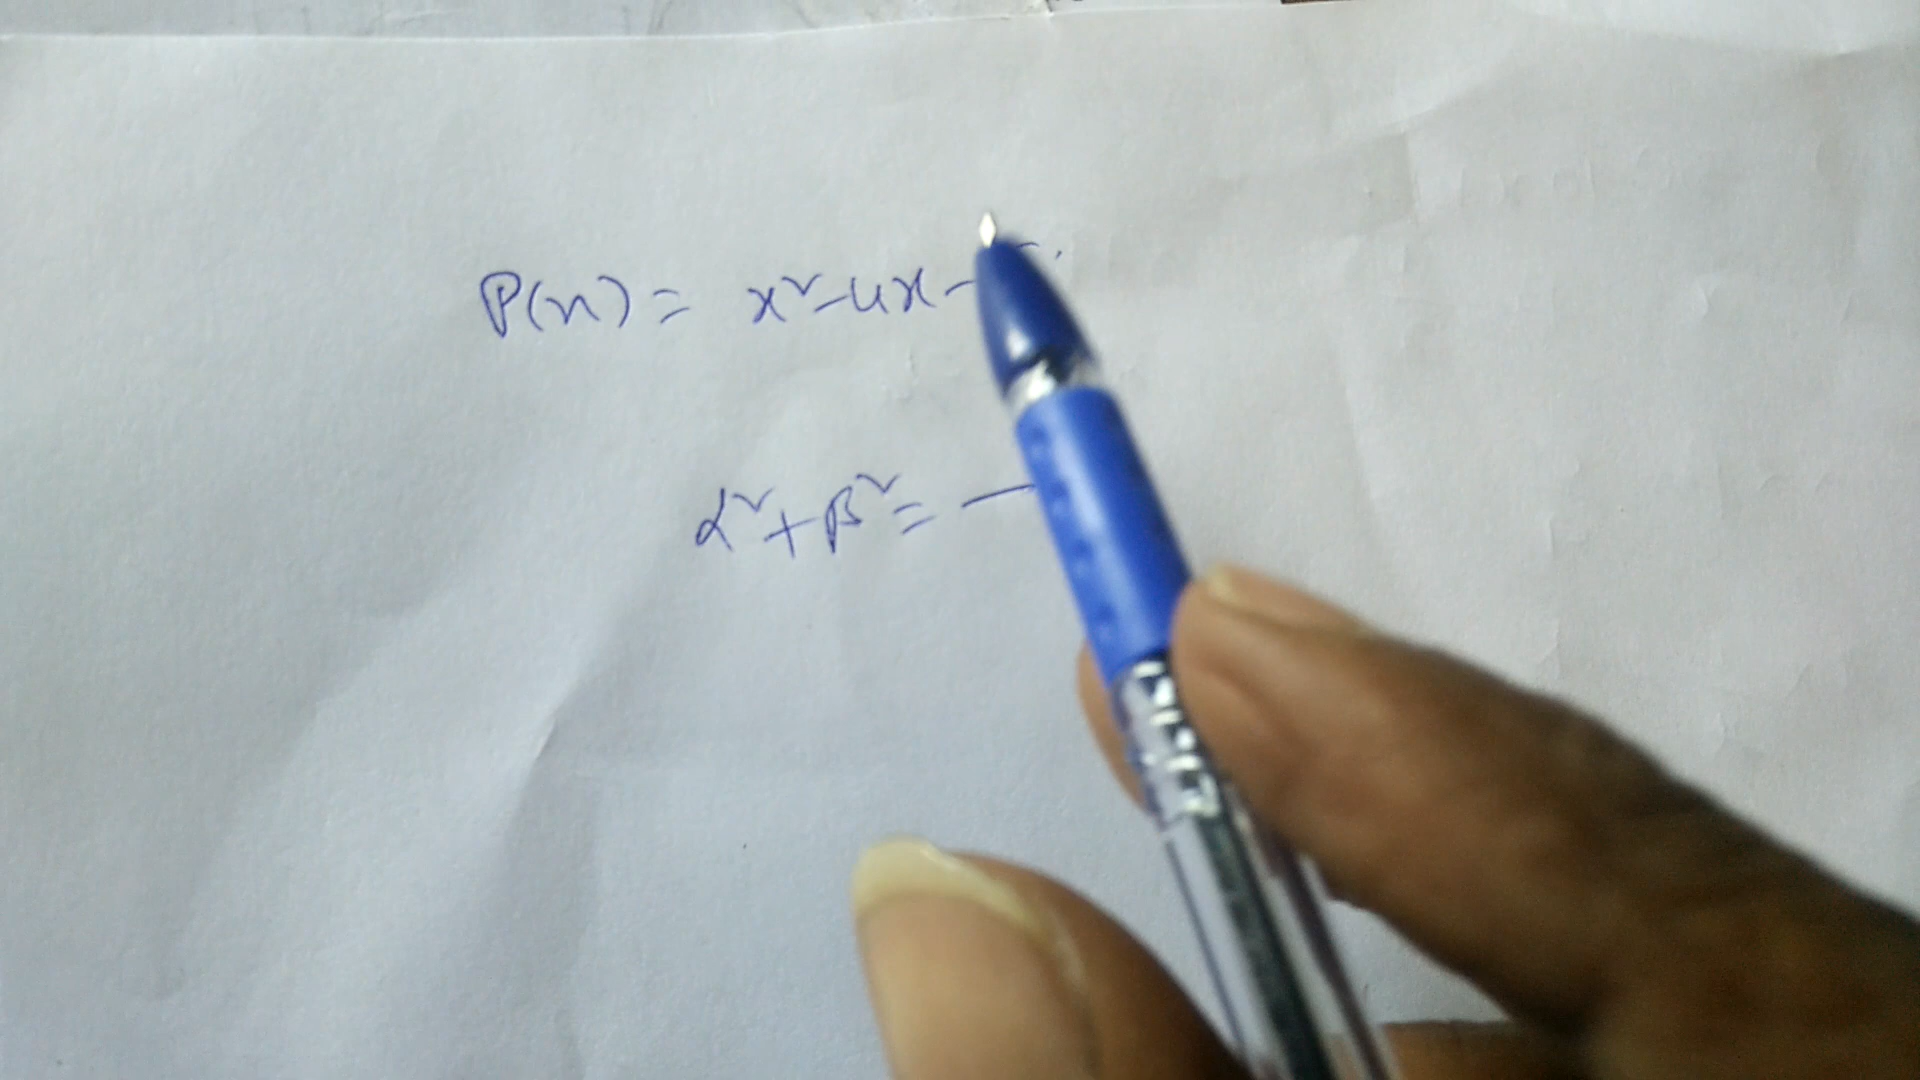 P(x) = x² - 4x -
α² + β² = —